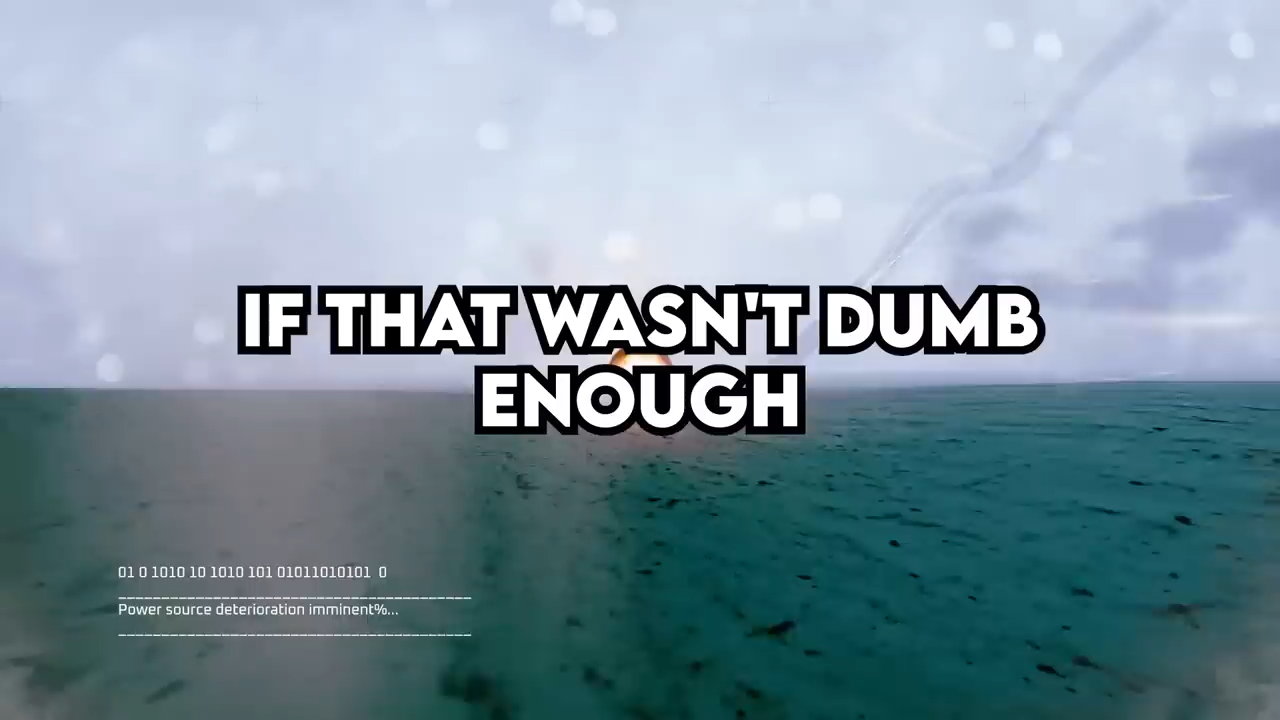 IF THAT WASN'T DUMB
ENOUGH
01 0 1010 10 1010 101 01011010101 0
Power source deterioration imminent%...